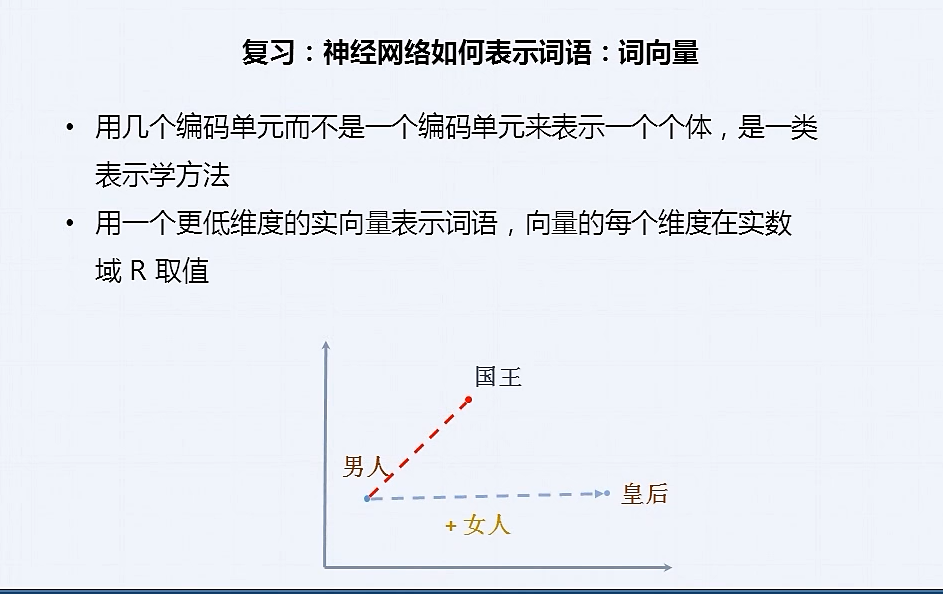 复习：神经网络如何表示词语：词向量
• 用几个编码单元而不是一个编码单元来表示一个个体，是一类
表示学方法
• 用一个更低维度的实向量表示词语，向量的每个维度在实数
域 R 取值
国王
男人
皇后
+ 女人